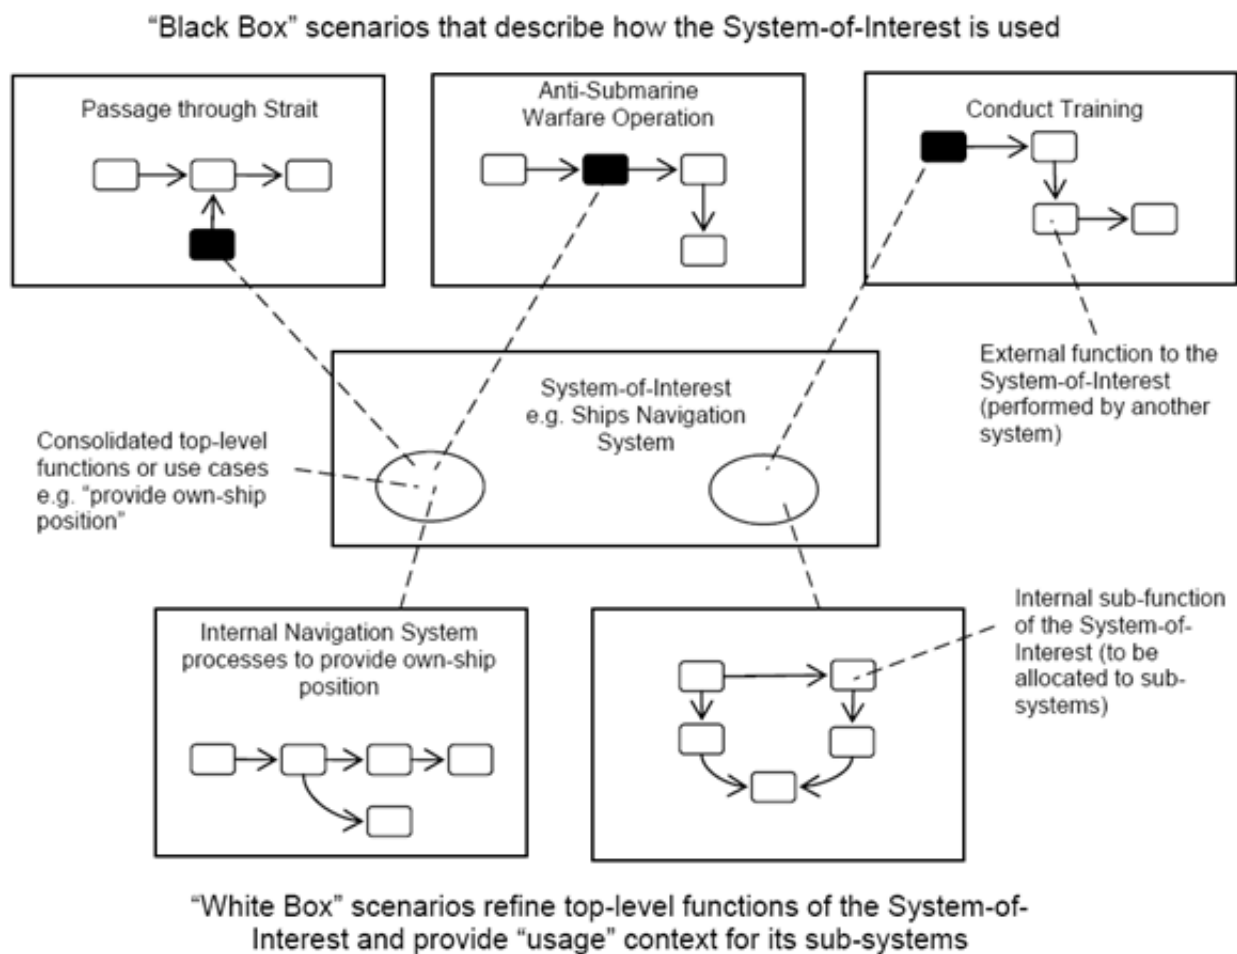 “Black Box” scenarios that describe how the System-of-Interest is used
Passage through Strait
Anti-Submarine
Warfare Operation
Conduct Training
System-of-Interest
e.g. Ships Navigation
System
External function to the
System-of-Interest
(performed by another
system)
Consolidated top-level
functions or use cases
e.g. “provide own-ship
position”
Internal Navigation System
processes to provide own-ship
position
Internal sub-function
of the System-of-
Interest (to be
allocated to sub-
systems)
“White Box” scenarios refine top-level functions of the System-of-
Interest and provide “usage” context for its sub-systems